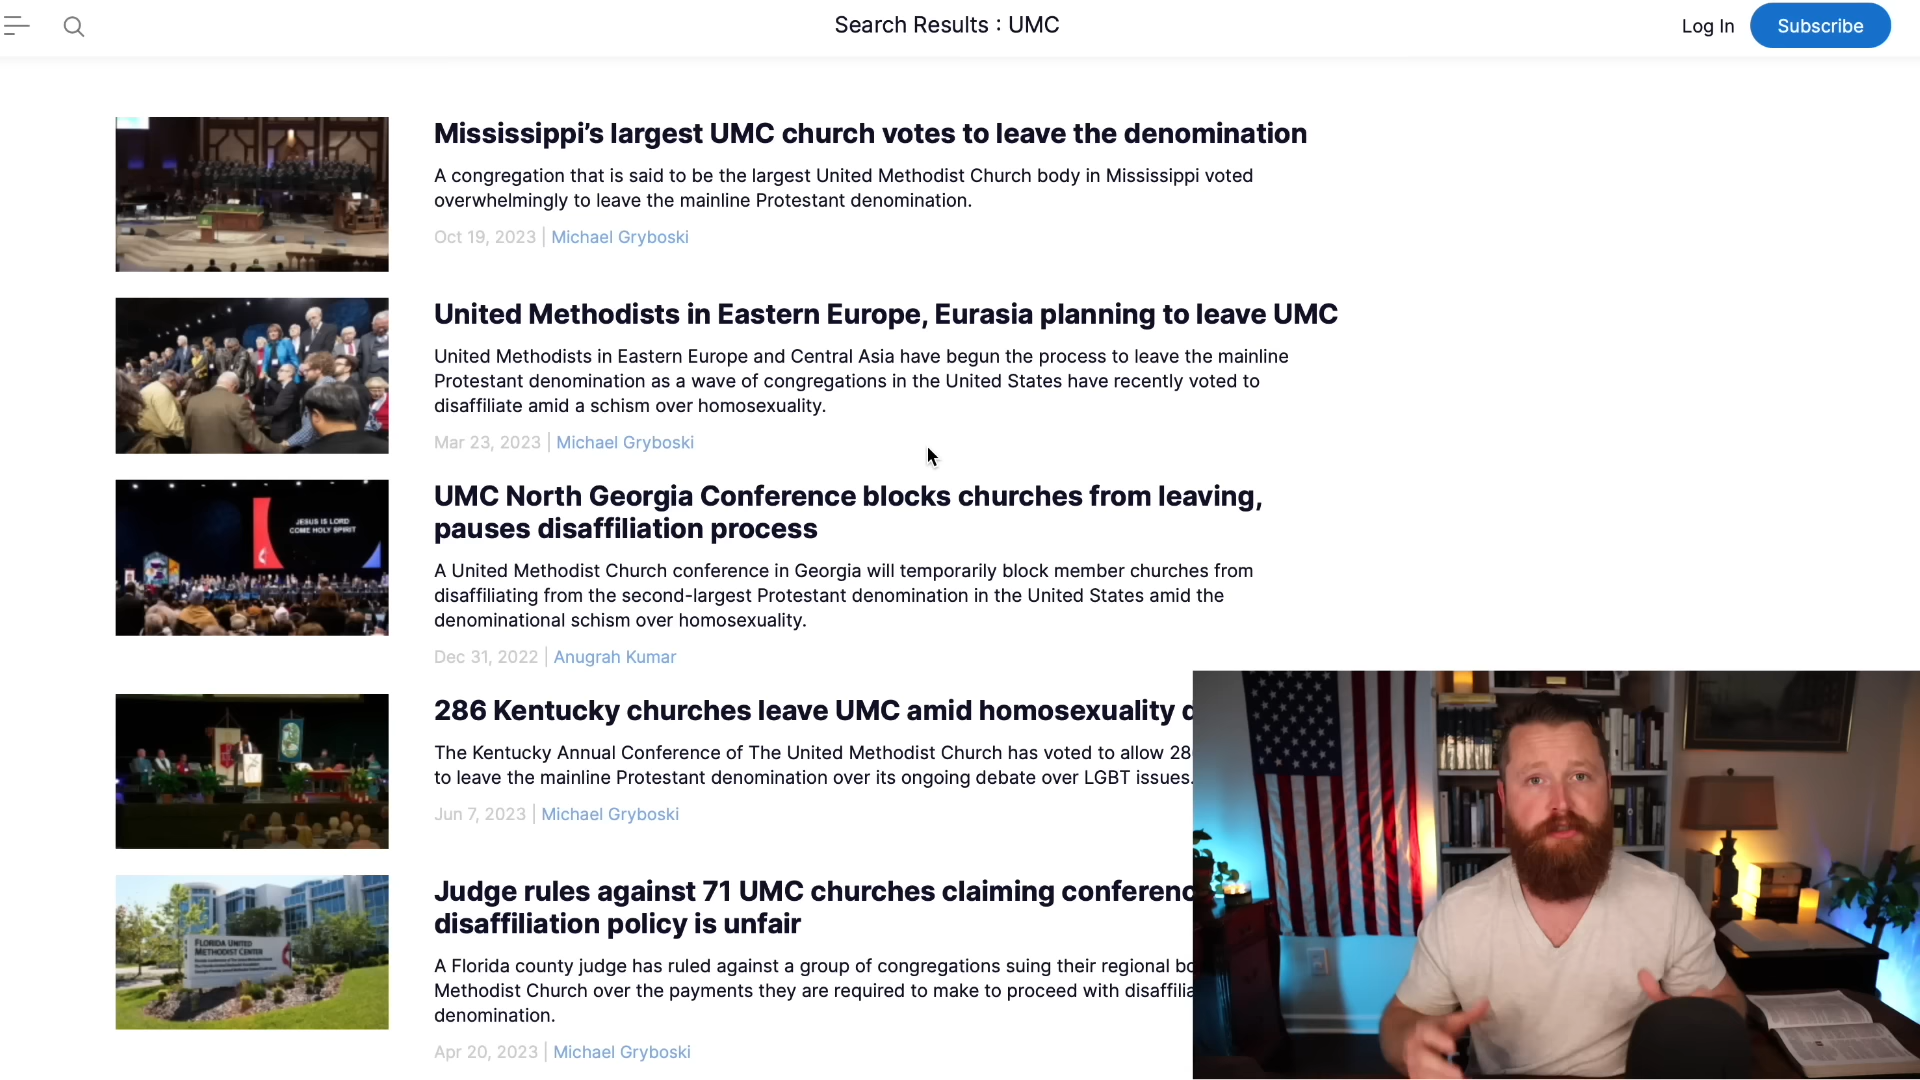 Search Results : UMC
Log In
Subscribe
Mississippi’s largest UMC church votes to leave the denomination
A congregation that is said to be the largest United Methodist Church body in Mississippi voted
overwhelmingly to leave the mainline Protestant denomination.
Oct 19, 2023 | Michael Gryboski
United Methodists in Eastern Europe, Eurasia planning to leave UMC
United Methodists in Eastern Europe and Central Asia have begun the process to leave the mainline
Protestant denomination as a wave of congregations in the United States have recently voted to
disaffiliate amid a schism over homosexuality.
Mar 23, 2023 | Michael Gryboski
JESUS IS LORD
COME HOLY SPIRIT
UMC North Georgia Conference blocks churches from leaving,
pauses disaffiliation process
A United Methodist Church conference in Georgia will temporarily block member churches from
disaffiliating from the second-largest Protestant denomination in the United States amid the
denominational schism over homosexuality.
Dec 31, 2022 | Anugrah Kumar
286 Kentucky churches leave UMC amid homosexuality
The Kentucky Annual Conference of The United Methodist Church has voted to allow 28
to leave the mainline Protestant denomination over its ongoing debate over LGBT issues.
Jun 7, 2023 | Michael Gryboski
FLORIDA UNITED
METHODIST CENTER
Judge rules against 71 UMC churches claiming conferenc
disaffiliation policy is unfair
A Florida county judge has ruled against a group of congregations suing their regional bo
Methodist Church over the payments they are required to make to proceed with disaffilia
denomination.
Apr 20, 2023 | Michael Gryboski